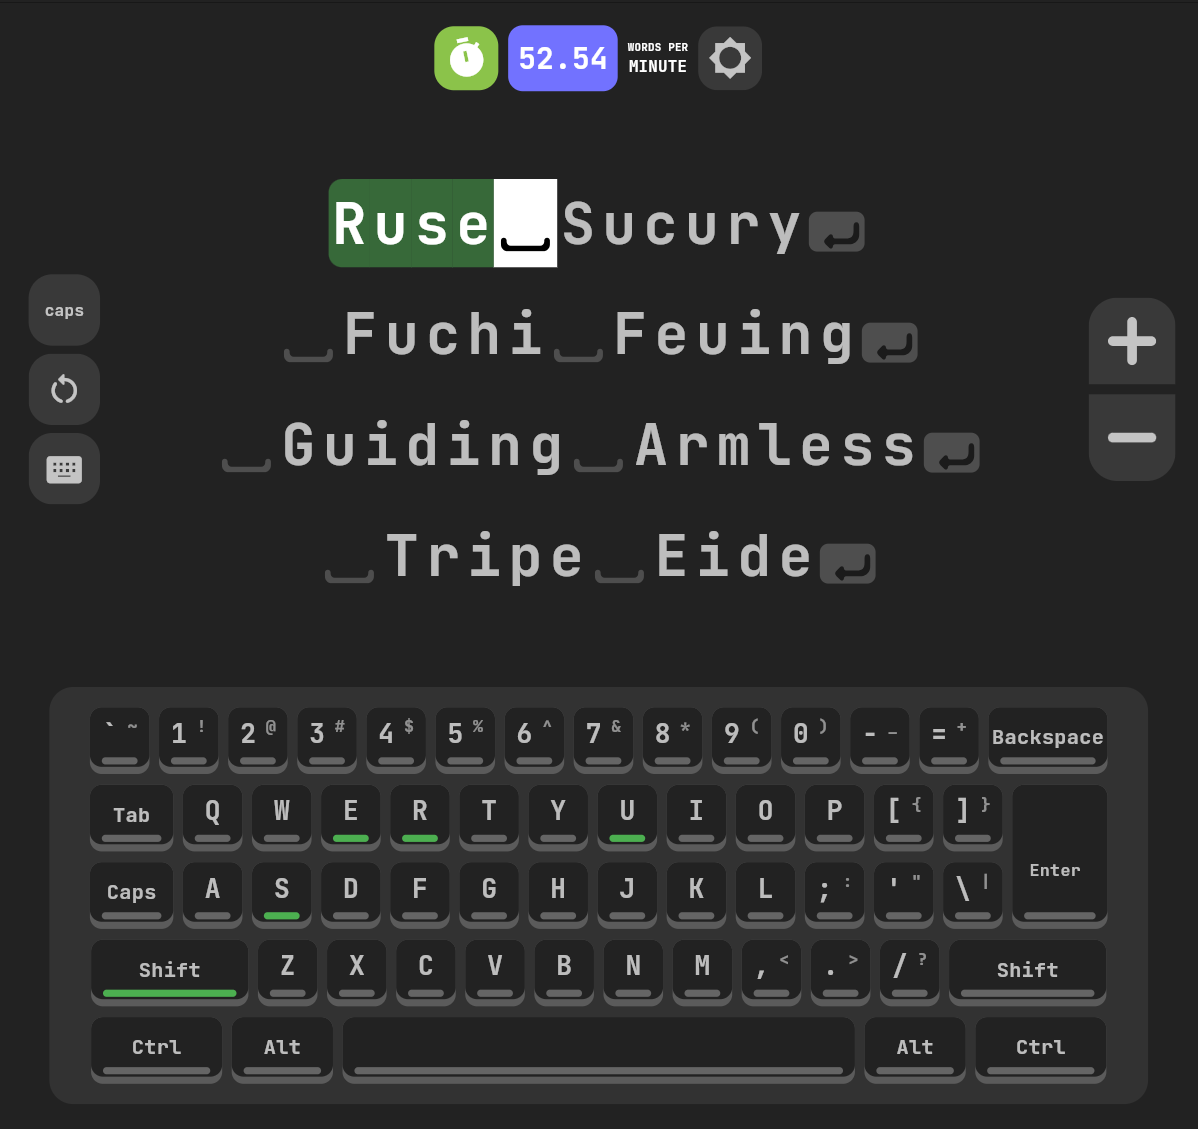 52.54 WORDS PER MINUTE
Ruse Sucury
caps
Fuchi Feuing
Guiding Armless
Tripe Eide
` ~ 1 ! 2 @ 3 # 4 $ 5 % 6 ^ 7 & 8 * 9 ( 0 ) - _ = + Backspace
Tab Q W E R T Y U I O P [ { ] }
Caps A S D F G H J K L ; : ' " \ | Enter
Shift Z X C V B N M , < . > / ? Shift
Ctrl Alt Alt Ctrl